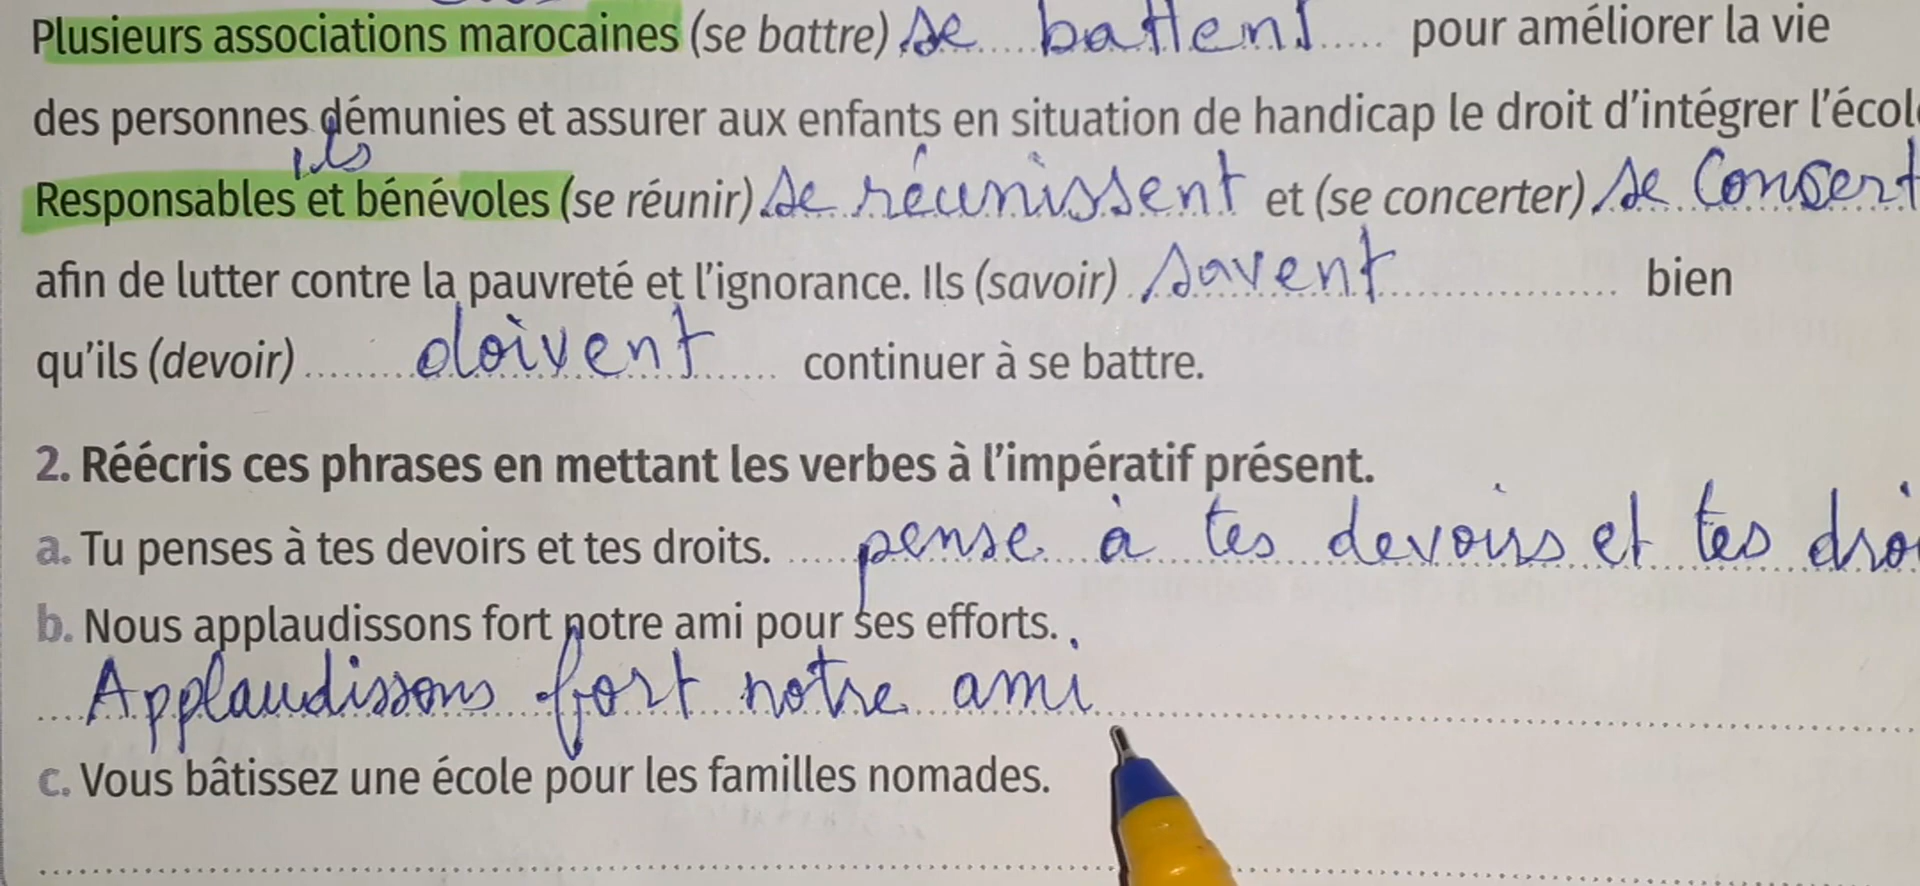 Plusieurs associations marocaines (se battre) se battent pour améliorer la vie
des personnes démunies et assurer aux enfants en situation de handicap le droit d'intégrer l'école
ils
Responsables et bénévoles (se réunir) se réunissent et (se concerter) se Consert
afin de lutter contre la pauvreté et l'ignorance. Ils (savoir) savent bien
qu'ils (devoir) doivent continuer à se battre.
2. Réécris ces phrases en mettant les verbes à l'impératif présent.
a. Tu penses à tes devoirs et tes droits. pense à tes devoirs et tes droi
b. Nous applaudissons fort notre ami pour ses efforts.
Applaudissons fort notre ami
c. Vous bâtissez une école pour les familles nomades.